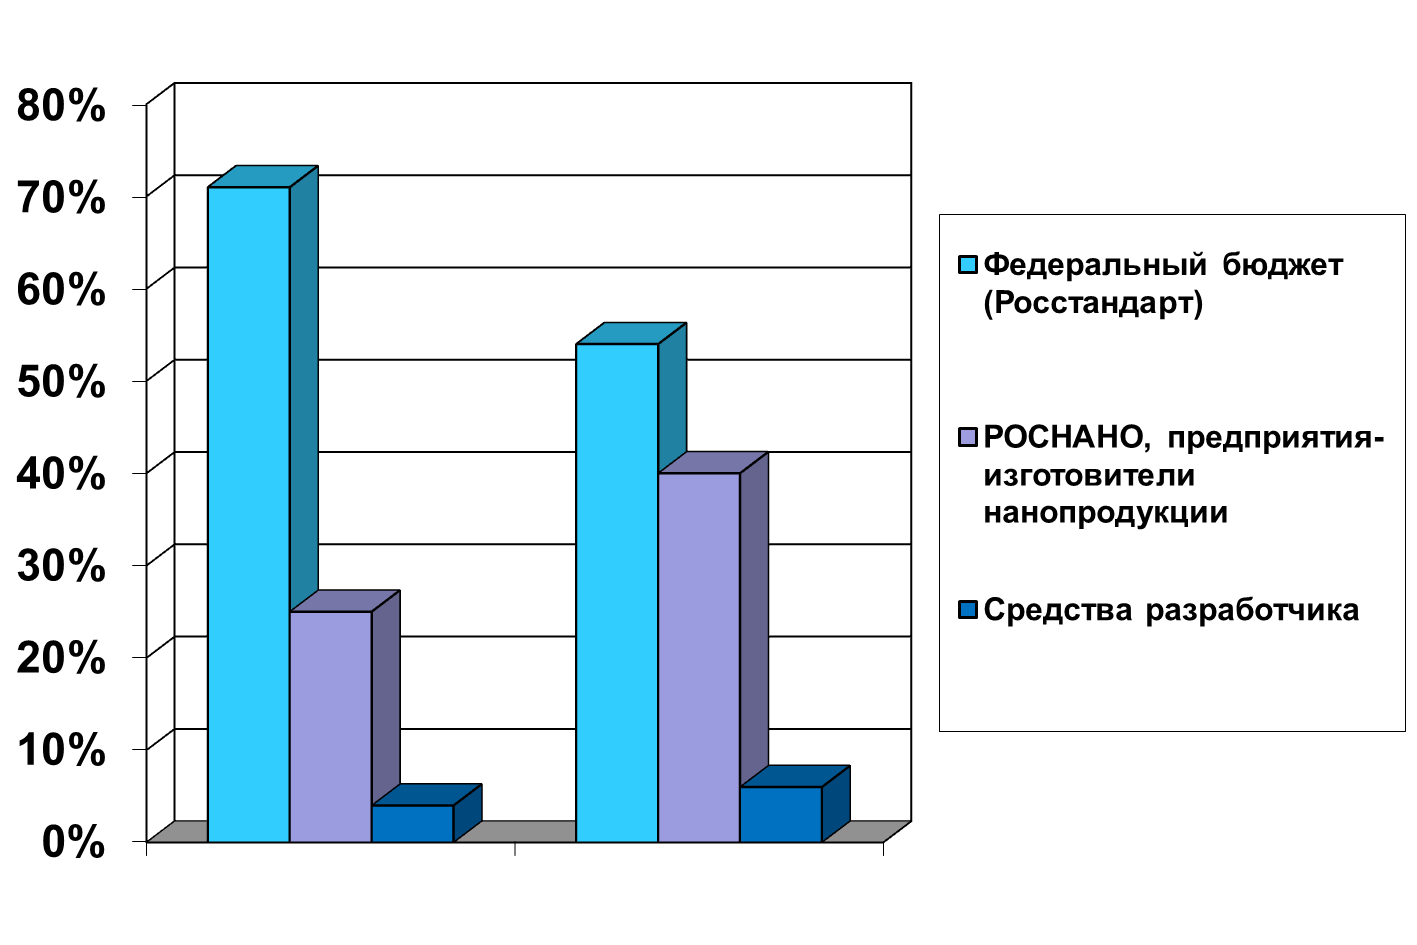 80%
70%
60%
50%
40%
30%
20%
10%
0%
Федеральный бюджет
(Росстандарт)
РОСНАНО, предприятия-
изготовители
нанопродукции
Средства разработчика